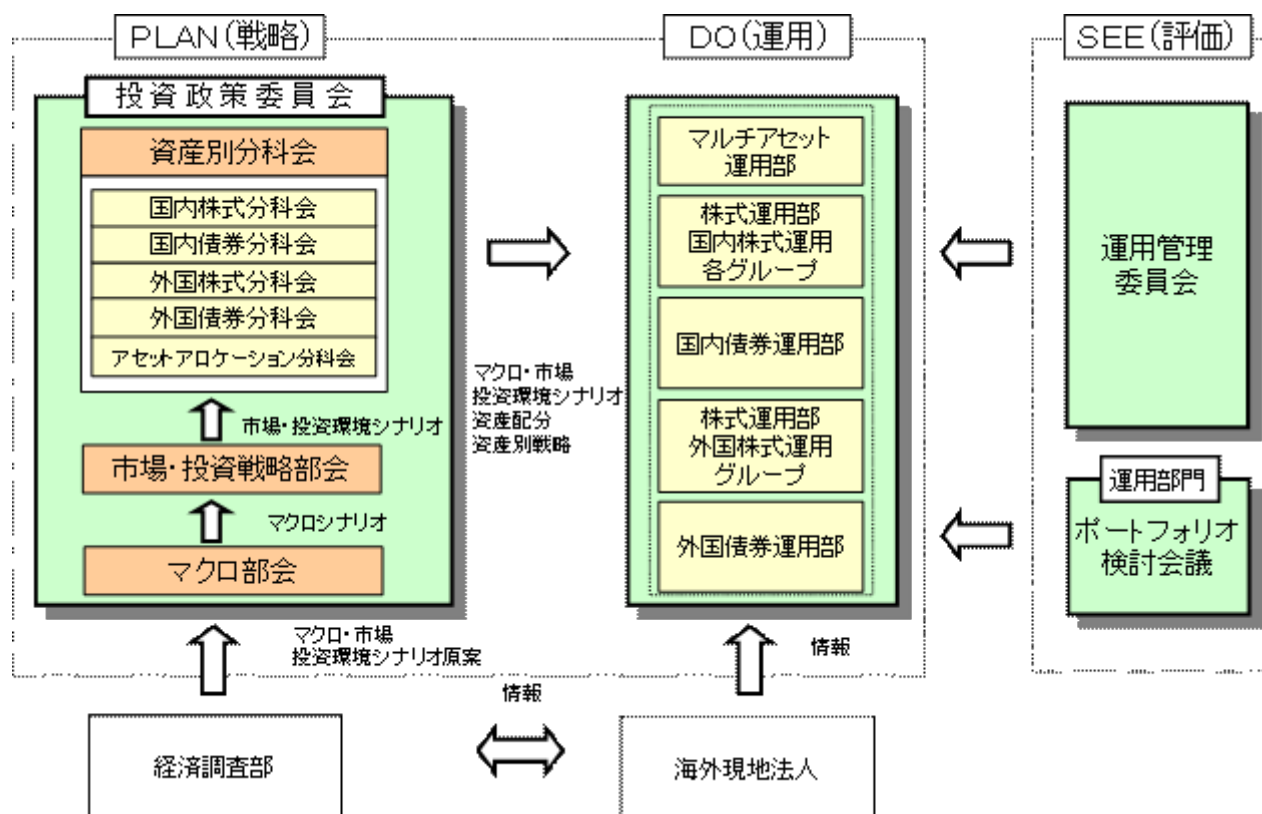 PLAN(戦略)
投資政策委員会
資産別分科会
国内株式分科会
国内債券分科会
外国株式分科会
外国債券分科会
アセットアロケーション分科会
市場・投資環境シナリオ
市場・投資戦略部会
マクロシナリオ
マクロ部会
マクロ・市場
投資環境シナリオ原案
経済調査部
マクロ・市場
投資環境シナリオ
資産配分
資産別戦略
情報
DO(運用)
マルチアセット
運用部
株式運用部
国内株式運用
各グループ
国内債券運用部
株式運用部
外国株式運用
グループ
外国債券運用部
情報
海外現地法人
SEE(評価)
運用管理
委員会
運用部門
ポートフォリオ
検討会議